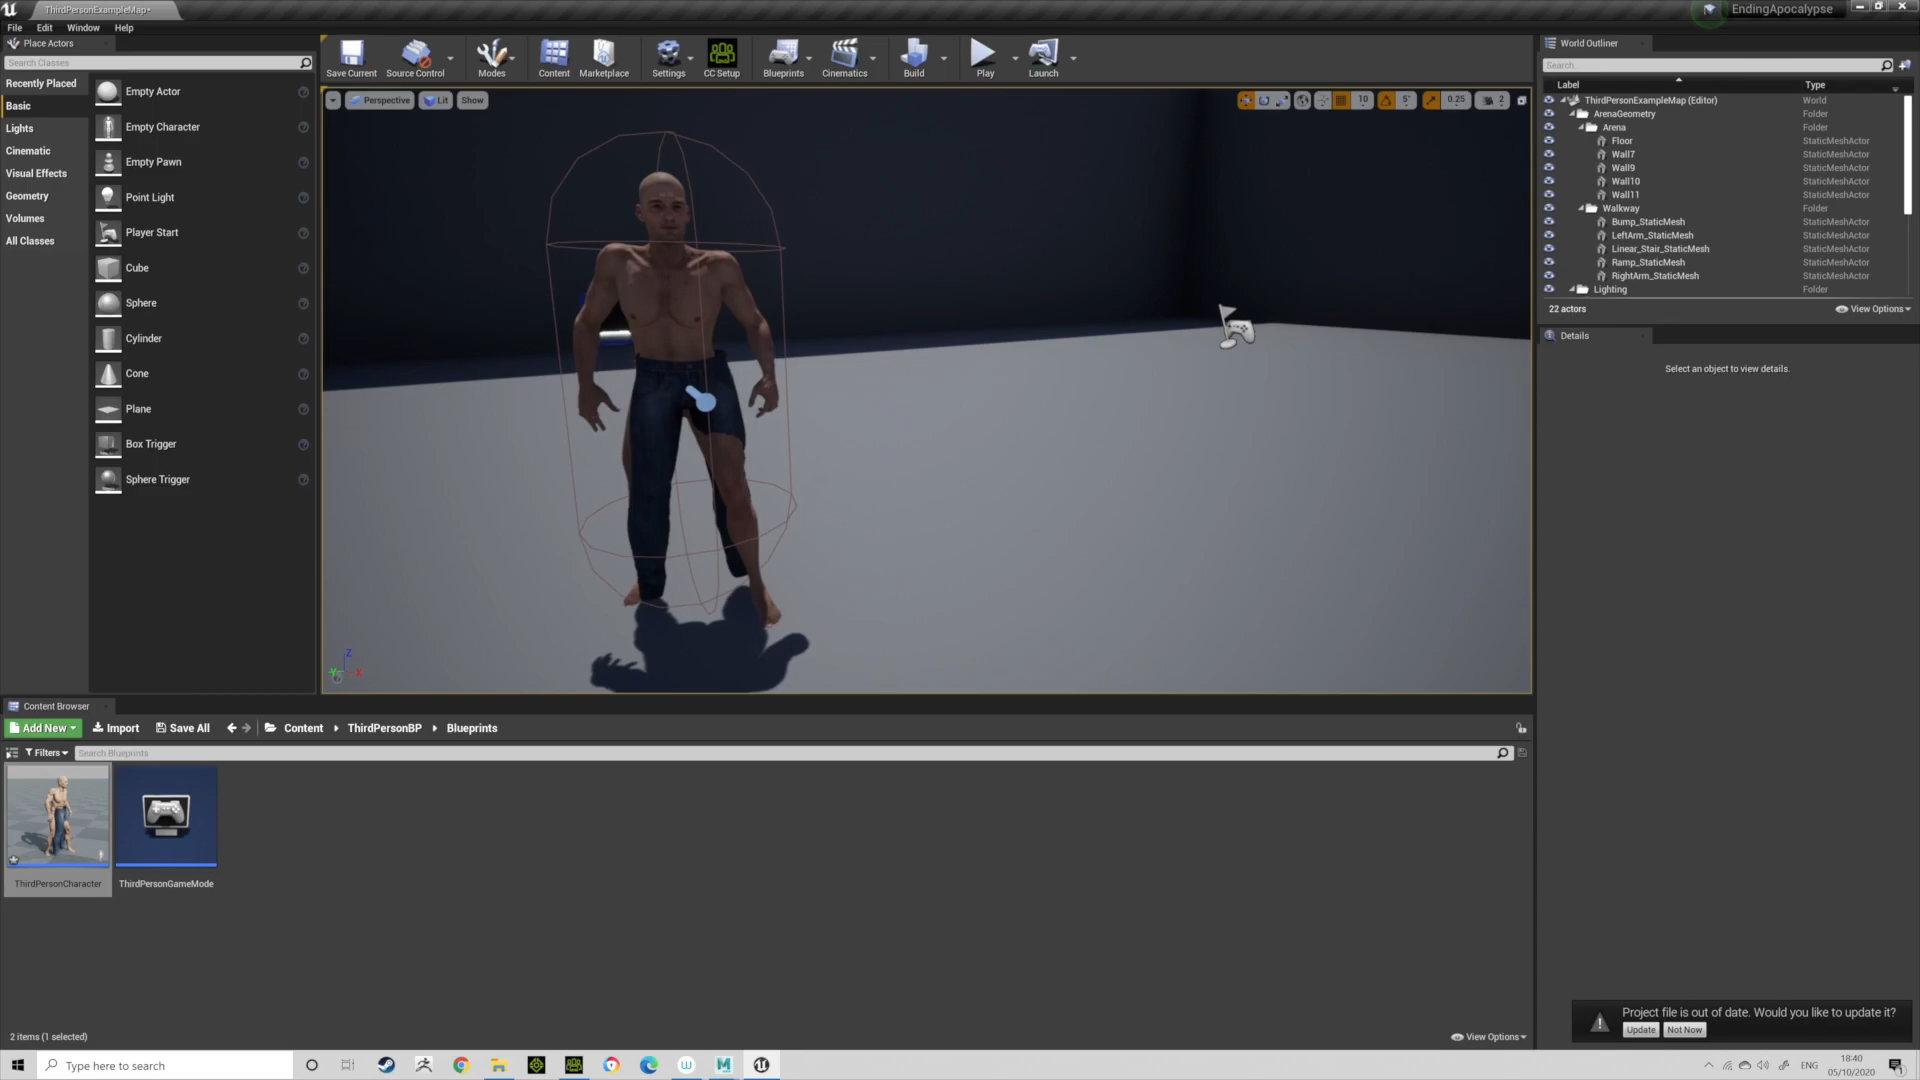 ThirdPersonExampleMap*
EndingApocalypse
File Edit Window Help
Place Actors
Search Classes
Recently Placed
Basic
Lights
Cinematic
Visual Effects
Geometry
Volumes
All Classes
Empty Actor
Empty Character
Empty Pawn
Point Light
Player Start
Cube
Sphere
Cylinder
Cone
Plane
Box Trigger
Sphere Trigger
Save Current Source Control Modes Content Marketplace Settings CC Setup Blueprints Cinematics Build Play Launch
Perspective Lit Show
10 5° 0.25 2
Z
Y X
World Outliner
Search...
Label Type
ThirdPersonExampleMap (Editor) World
ArenaGeometry Folder
Arena Folder
Floor StaticMeshActor
Wall7 StaticMeshActor
Wall9 StaticMeshActor
Wall10 StaticMeshActor
Wall11 StaticMeshActor
Walkway Folder
Bump_StaticMesh StaticMeshActor
LeftArm_StaticMesh StaticMeshActor
Linear_Stair_StaticMesh StaticMeshActor
Ramp_StaticMesh StaticMeshActor
RightArm_StaticMesh StaticMeshActor
Lighting Folder
22 actors View Options
Details
Select an object to view details.
Content Browser
Add New Import Save All Content ThirdPersonBP Blueprints
Filters Search Blueprints
ThirdPersonCharacter ThirdPersonGameMode
2 items (1 selected) View Options
Project file is out of date. Would you like to update it?
Update Not Now
Type here to search
ENG
18:40
05/10/2020